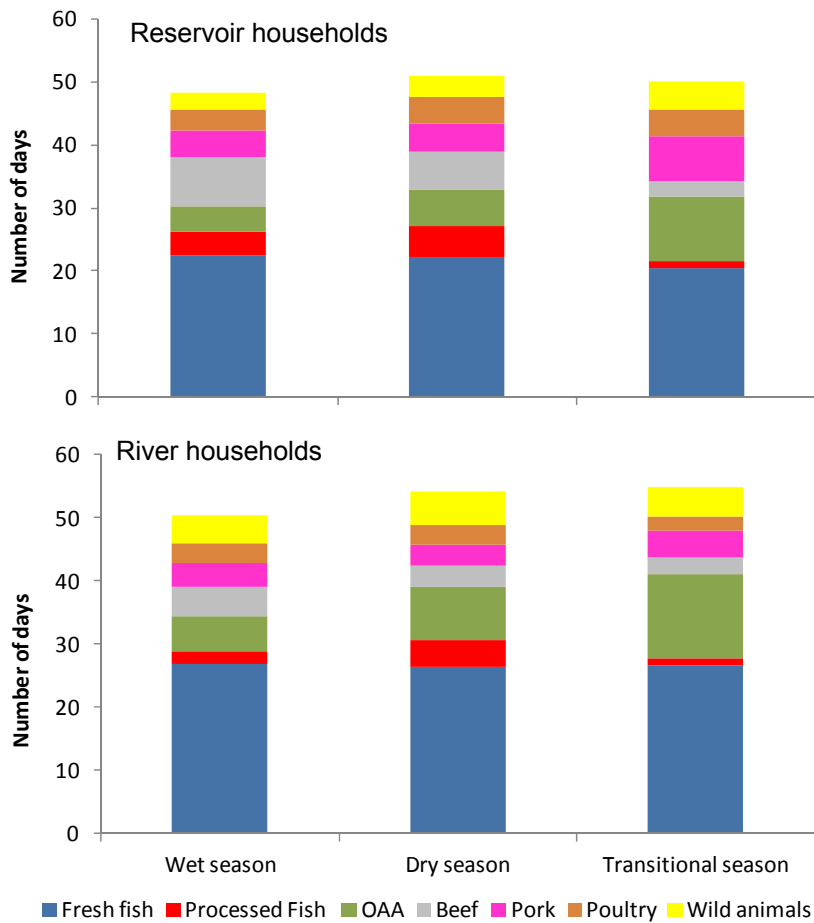 Reservoir households
Number of days
60
50
40
30
20
10
0
River households
Number of days
60
50
40
30
20
10
0
Wet season Dry season Transitional season
Fresh fish Processed Fish OAA Beef Pork Poultry Wild animals